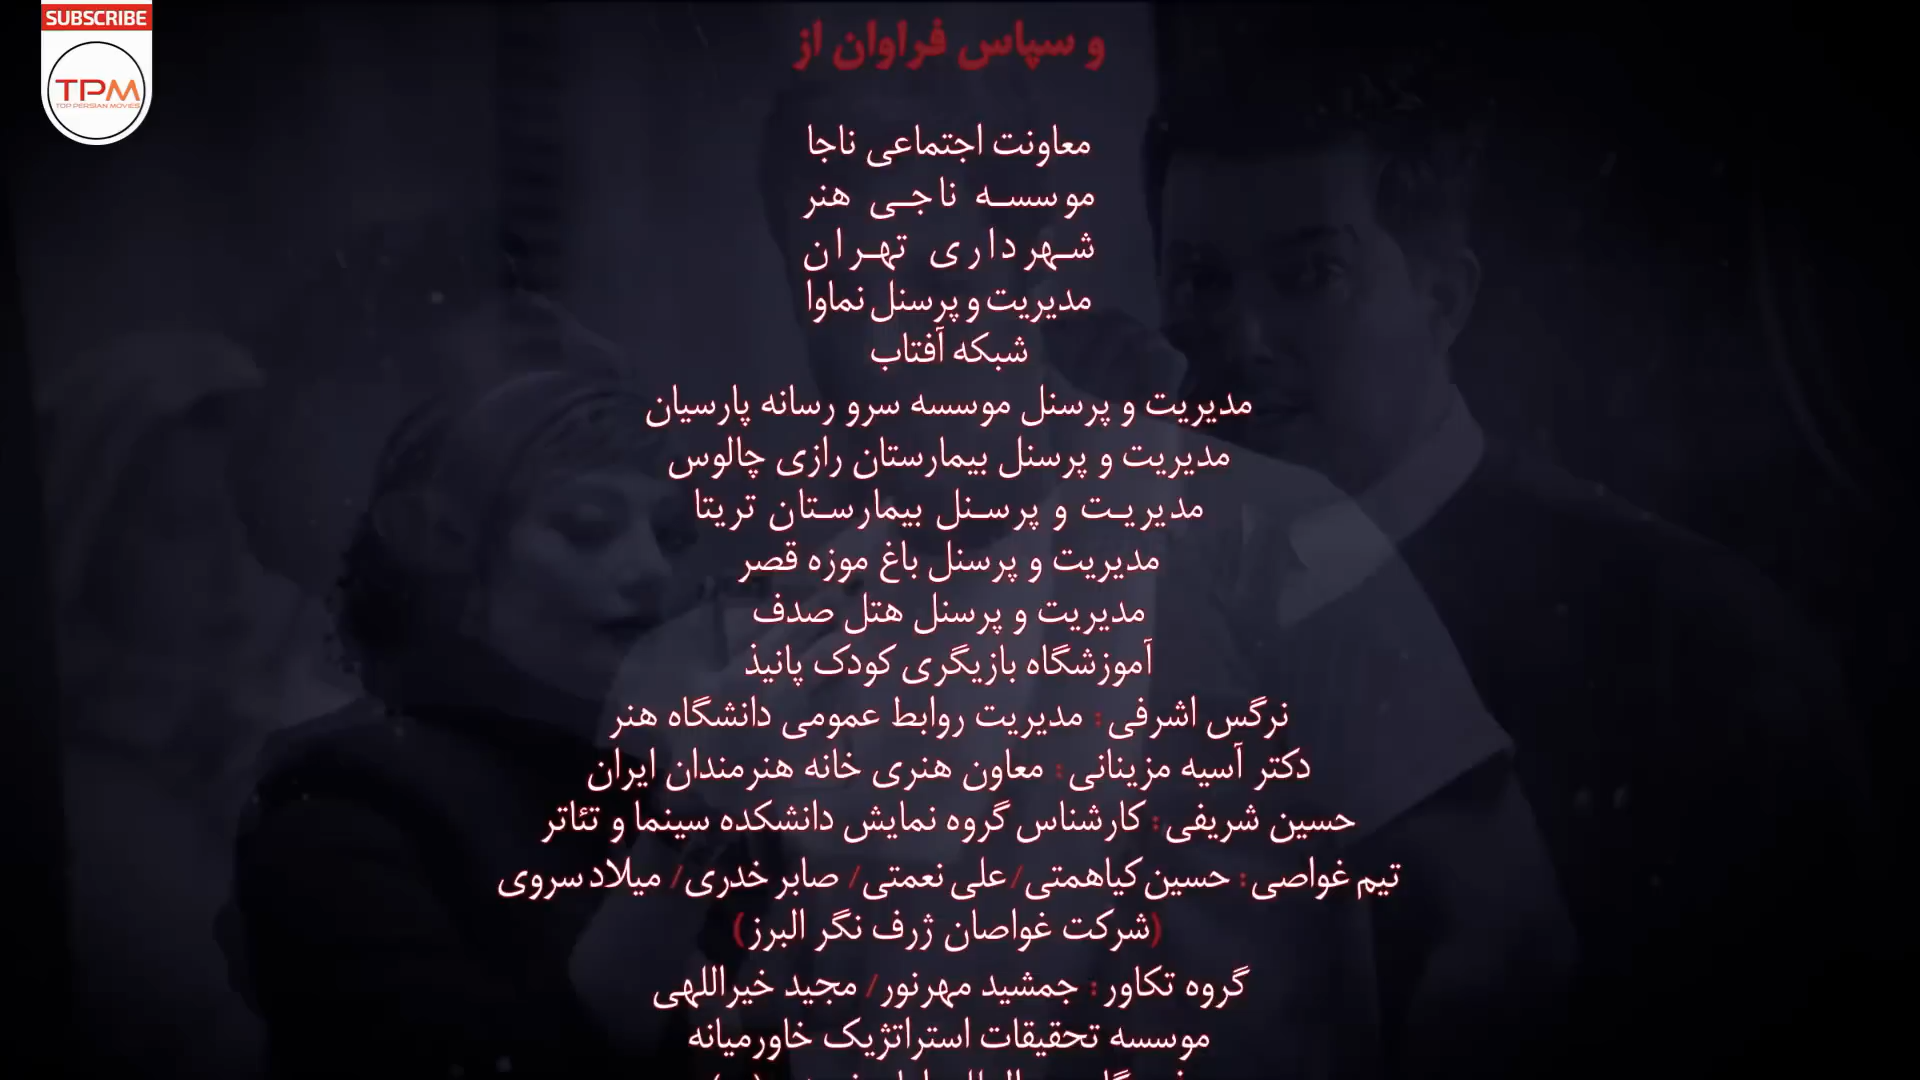 SUBSCRIBE
TPM
TOP PERSIAN MOVIES
و سپاس فراوان از
معاونت اجتماعی ناجا
موسسه ناجی هنر
شهرداری تهران
مدیریت و پرسنل نماوا
شبکه آفتاب
مدیریت و پرسنل موسسه سرو رسانه پارسیان
مدیریت و پرسنل بیمارستان رازی چالوس
مدیریت و پرسنل بیمارستان تریتا
مدیریت و پرسنل باغ موزه قصر
مدیریت و پرسنل هتل صدف
آموزشگاه بازیگری کودک پانیذ
نرگس اشرفی: مدیریت روابط عمومی دانشگاه هنر
دکتر آسیه مزینانی: معاون هنری خانه هنرمندان ایران
حسین شریفی: کارشناس گروه نمایش دانشکده سینما و تئاتر
تیم غواصی: حسین کیاهمتی/ علی نعمتی/ صابر خدری/ میلاد سروی
(شرکت غواصان ژرف نگر البرز)
گروه تکاور: جمشید مهرنور/ مجید خیراللهی
موسسه تحقیقات استراتژیک خاورمیانه